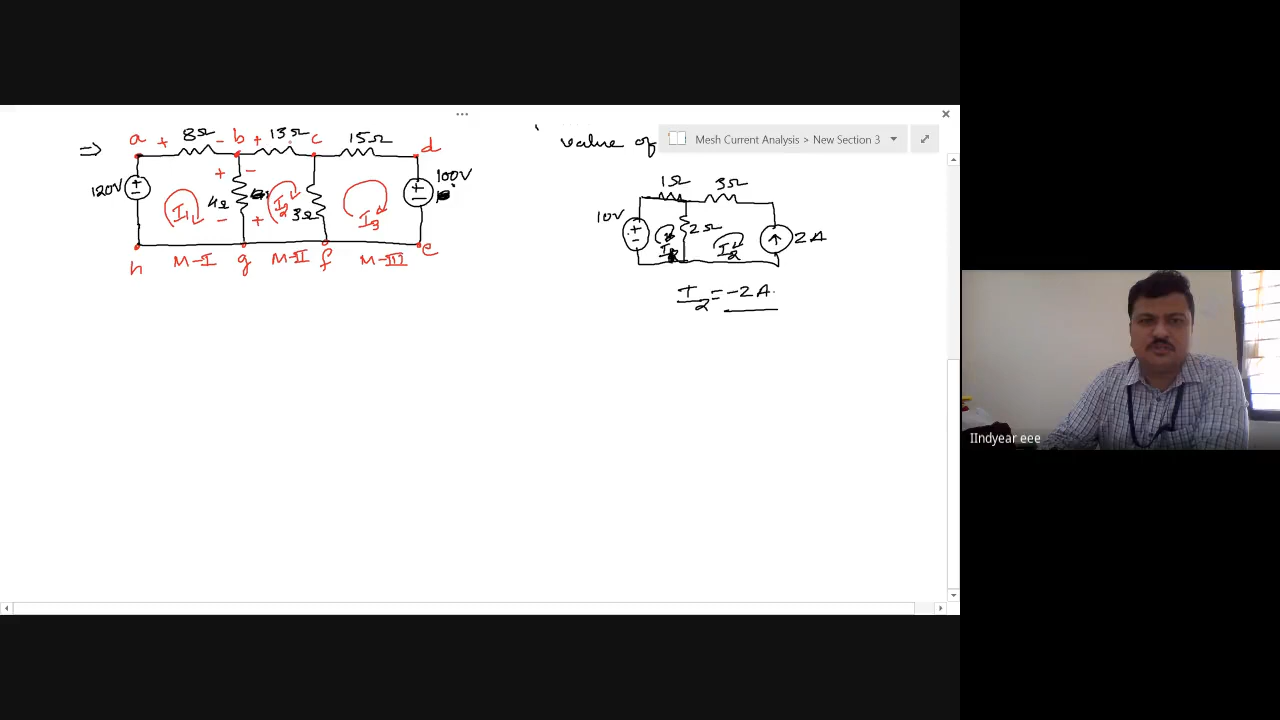 ⇒ a + 8Ω - b + 13Ω c 15Ω d
120V + - 4Ω + - I1 - + I2 3Ω I3 + - 100V
h M-I g M-II f M-III e
value of
Mesh Current Analysis > New Section 3
1Ω 3Ω
10V + - 2Ω I2 2A
I2 = -2A.
IIndyear eee